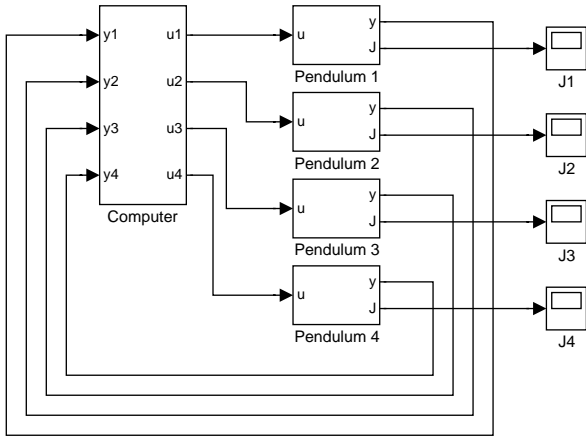 y1 u1
y2 u2
y3 u3
y4 u4
Computer
u y
J
Pendulum 1
u y
J
Pendulum 2
u y
J
Pendulum 3
u y
J
Pendulum 4
J1
J2
J3
J4